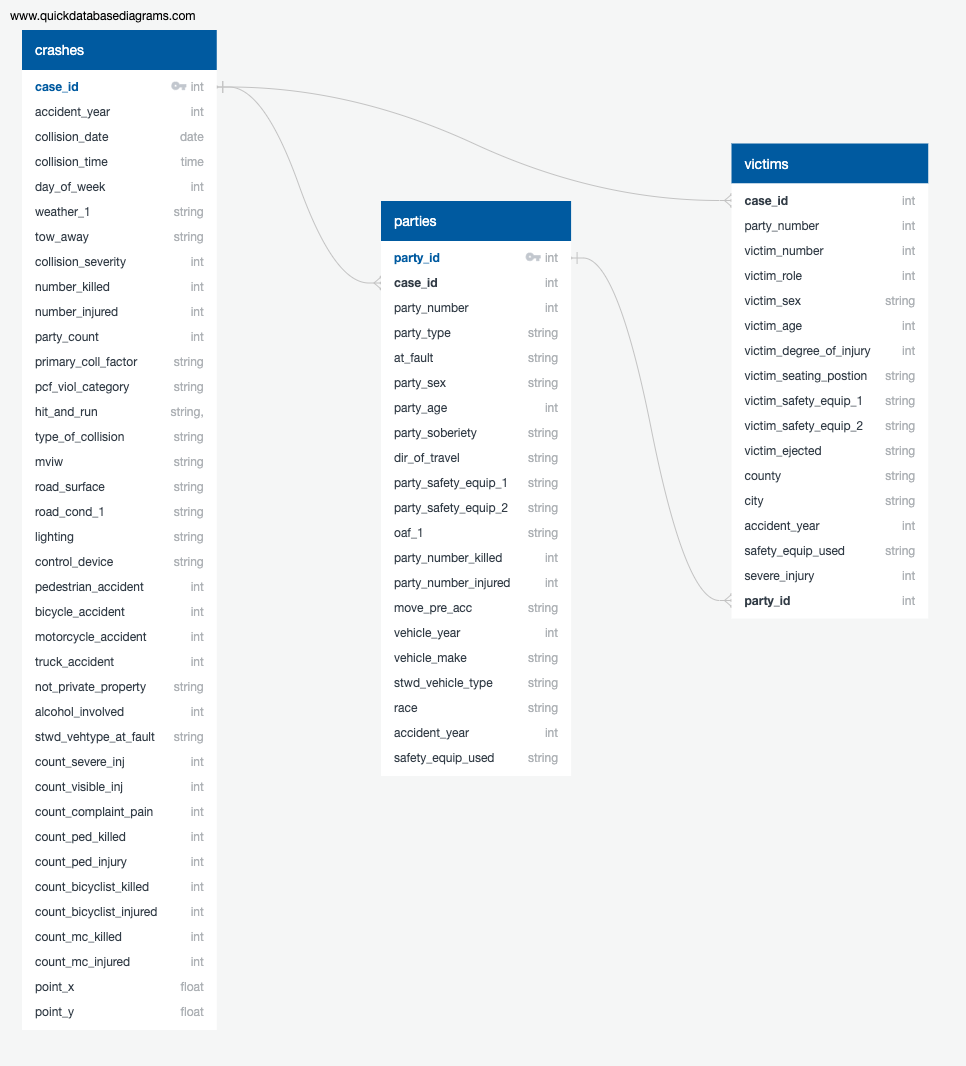 www.quickdatabasediagrams.com
crashes
case_id int
accident_year int
collision_date date
collision_time time
day_of_week int
weather_1 string
tow_away string
collision_severity int
number_killed int
number_injured int
party_count int
primary_coll_factor string
pcf_viol_category string
hit_and_run string,
type_of_collision string
mviw string
road_surface string
road_cond_1 string
lighting string
control_device string
pedestrian_accident int
bicycle_accident int
motorcycle_accident int
truck_accident int
not_private_property string
alcohol_involved int
stwd_vehtype_at_fault string
count_severe_inj int
count_visible_inj int
count_complaint_pain int
count_ped_killed int
count_ped_injury int
count_bicyclist_killed int
count_bicyclist_injured int
count_mc_killed int
count_mc_injured int
point_x float
point_y float
parties
party_id int
case_id int
party_number int
party_type string
at_fault string
party_sex string
party_age int
party_soberiety string
dir_of_travel string
party_safety_equip_1 string
party_safety_equip_2 string
oaf_1 string
party_number_killed int
party_number_injured int
move_pre_acc string
vehicle_year int
vehicle_make string
stwd_vehicle_type string
race string
accident_year int
safety_equip_used string
victims
case_id int
party_number int
victim_number int
victim_role int
victim_sex string
victim_age int
victim_degree_of_injury int
victim_seating_postion string
victim_safety_equip_1 string
victim_safety_equip_2 string
victim_ejected string
county string
city string
accident_year int
safety_equip_used string
severe_injury int
party_id int